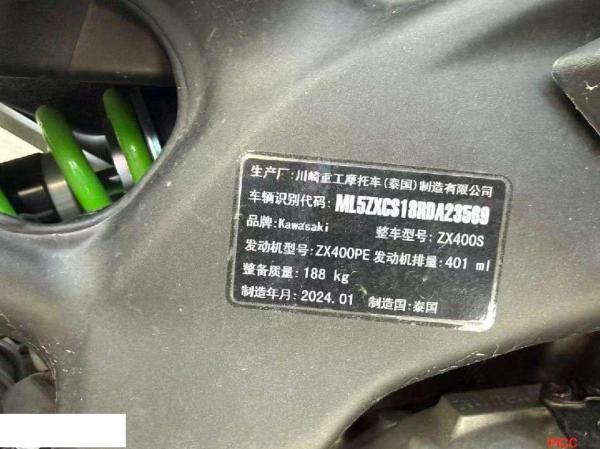 生产厂:川崎重工摩托车(泰国)制造有限公司
车辆识别代码: ML5ZXCS18RDA23569
品牌:Kawasaki 整车型号: ZX400S
发动机型号: ZX400PE 发动机排量: 401 ml
整备质量: 188 kg
制造年月: 2024.01 制造国:泰国
PICC